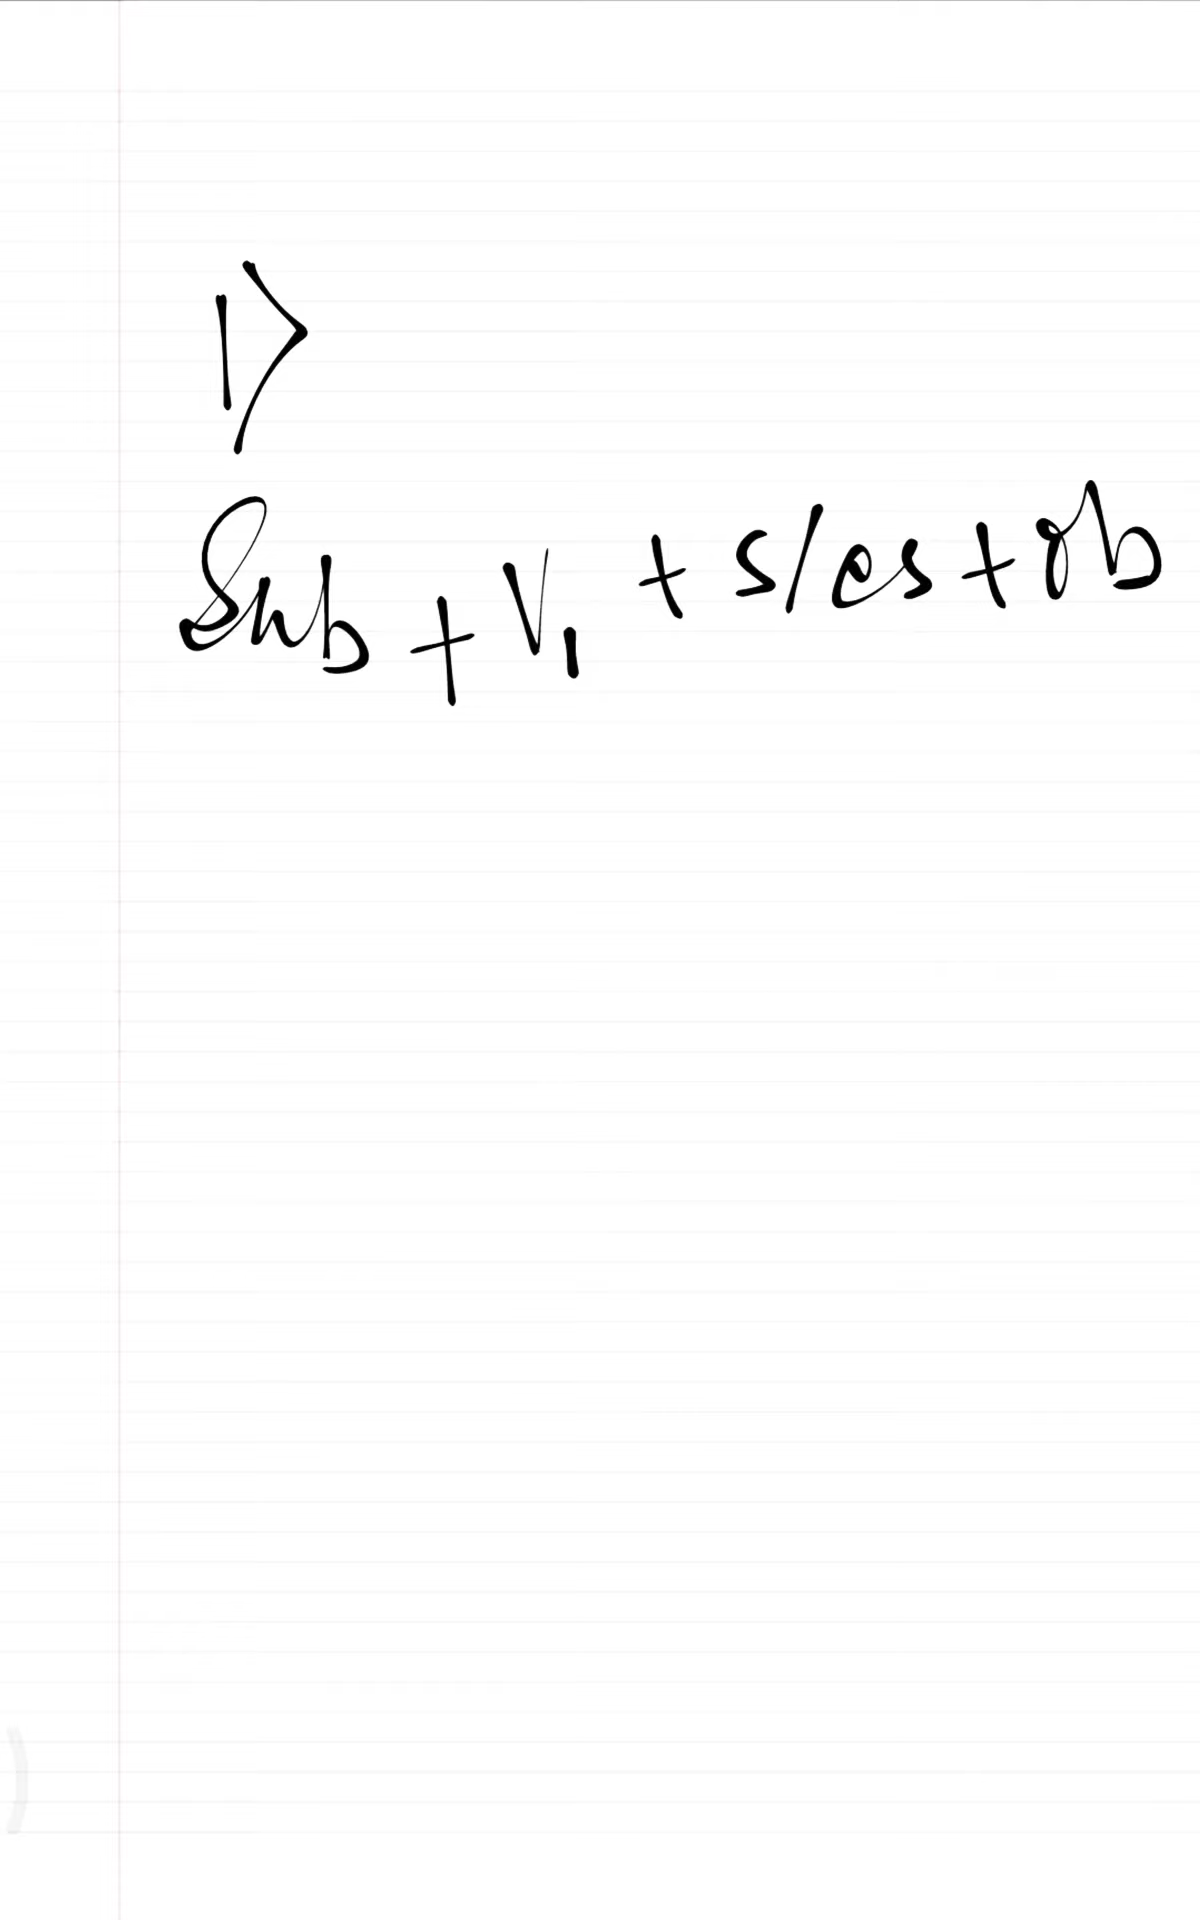 1>
Sub + V1 + s/es + ob